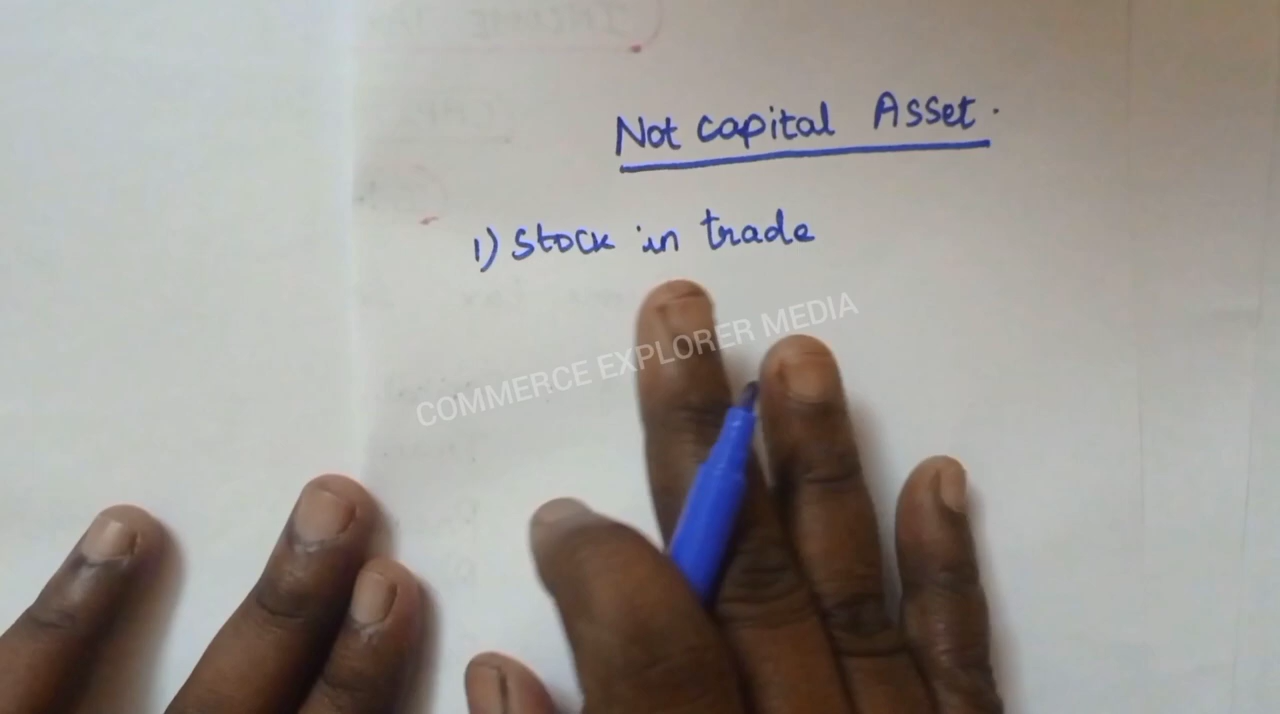 Not capital Asset.
1) Stock in trade
COMMERCE EXPLORER MEDIA